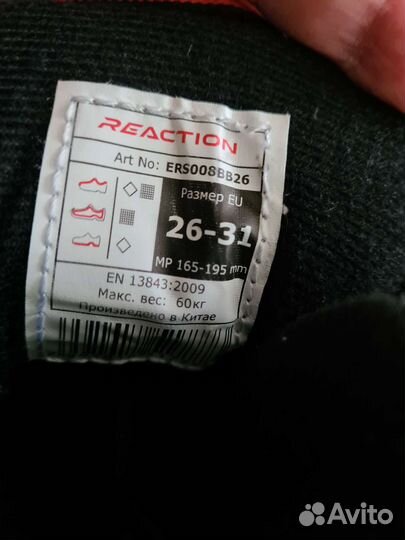 REACTION
Art No: ERS008BB26
Размер EU
26-31
MP 165-195 mm
EN 13843:2009
Макс. вес: 60кг
Произведено в Китае
Avito